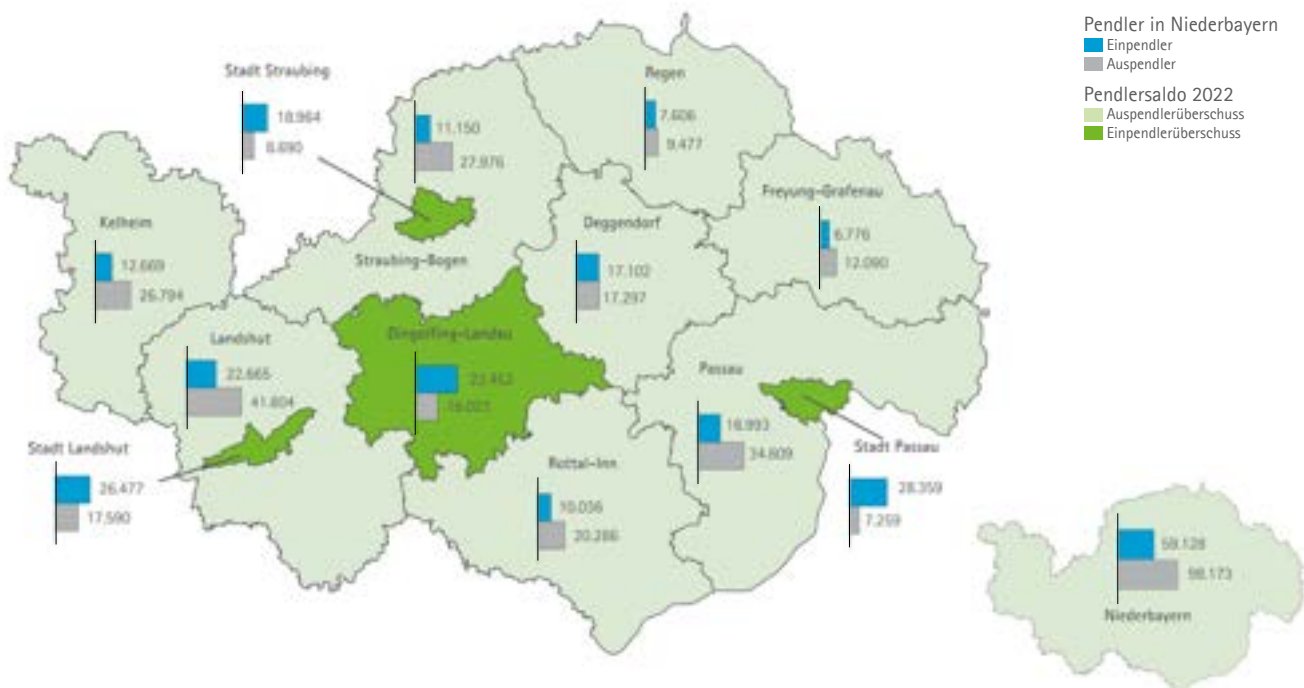 Pendler in Niederbayern
Einpendler
Auspendler
Pendlersaldo 2022
Auspendlerüberschuss
Einpendlerüberschuss
Stadt Straubing
18.964
8.690
11.150
27.976
Straubing-Bogen
Regen
7.606
9.477
Freyung-Grafenau
6.776
12.090
Kelheim
12.669
26.794
Deggendorf
17.102
17.297
Landshut
22.665
41.804
Dingolfing-Landau
Passau
16.993
34.609
Stadt Landshut
26.477
17.590
Rottal-Inn
10.036
20.286
Stadt Passau
28.359
7.259
59.128
98.173
Niederbayern